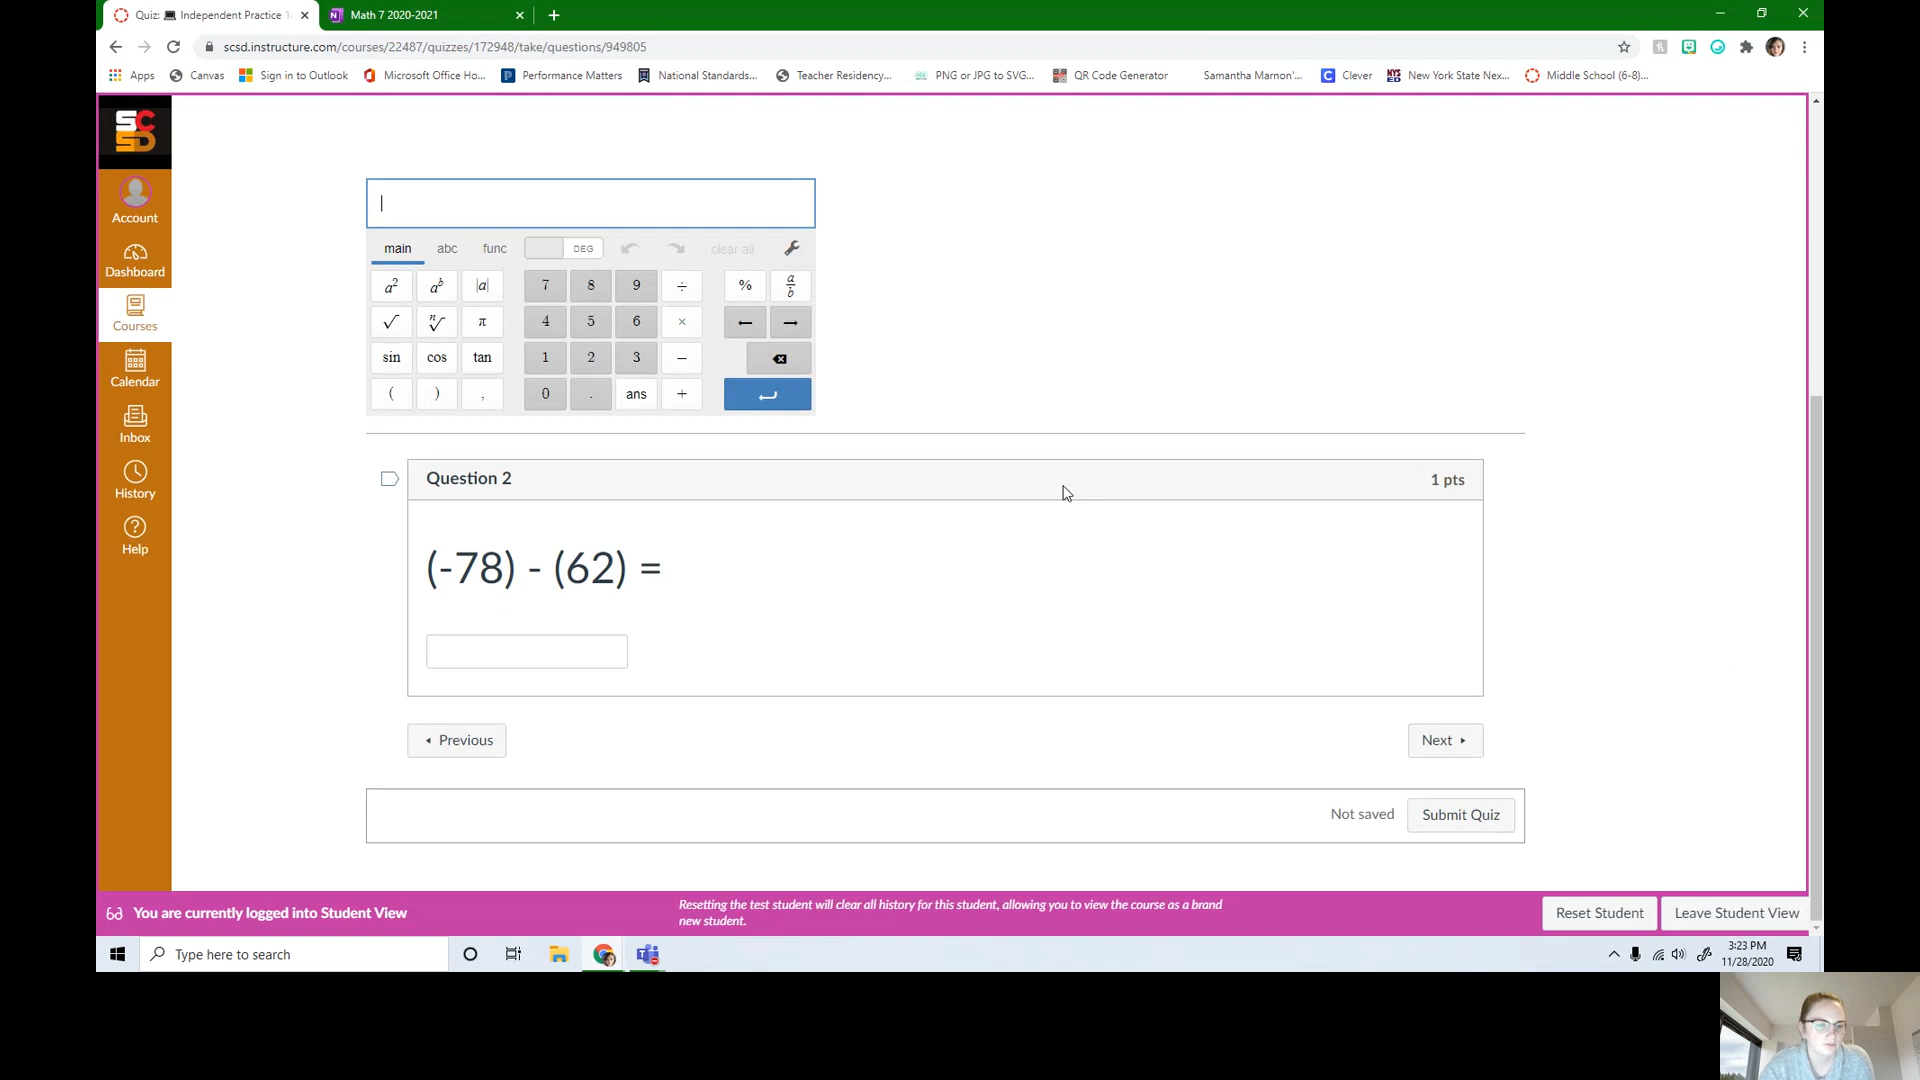 Quiz: 💻 Independent Practice 1
Math 7 2020-2021
scsd.instructure.com/courses/22487/quizzes/172948/take/questions/949805
Apps
Canvas
Sign in to Outlook
Microsoft Office Ho...
Performance Matters
National Standards...
Teacher Residency...
PNG or JPG to SVG...
QR Code Generator
Samantha Marnon'...
Clever
New York State Nex...
Middle School (6-8)...
SCSD
Account
Dashboard
Courses
Calendar
Inbox
History
Help
main abc func DEG clear all
a² aᵇ |a| 7 8 9 ÷ % a/b
√ ⁿ√ π 4 5 6 × ← →
sin cos tan 1 2 3 −
( ) , 0 . ans +
Question 2
1 pts
(-78) - (62) =
Previous
Next
Not saved
Submit Quiz
You are currently logged into Student View
Resetting the test student will clear all history for this student, allowing you to view the course as a brand
new student.
Reset Student
Leave Student View
Type here to search
3:23 PM
11/28/2020